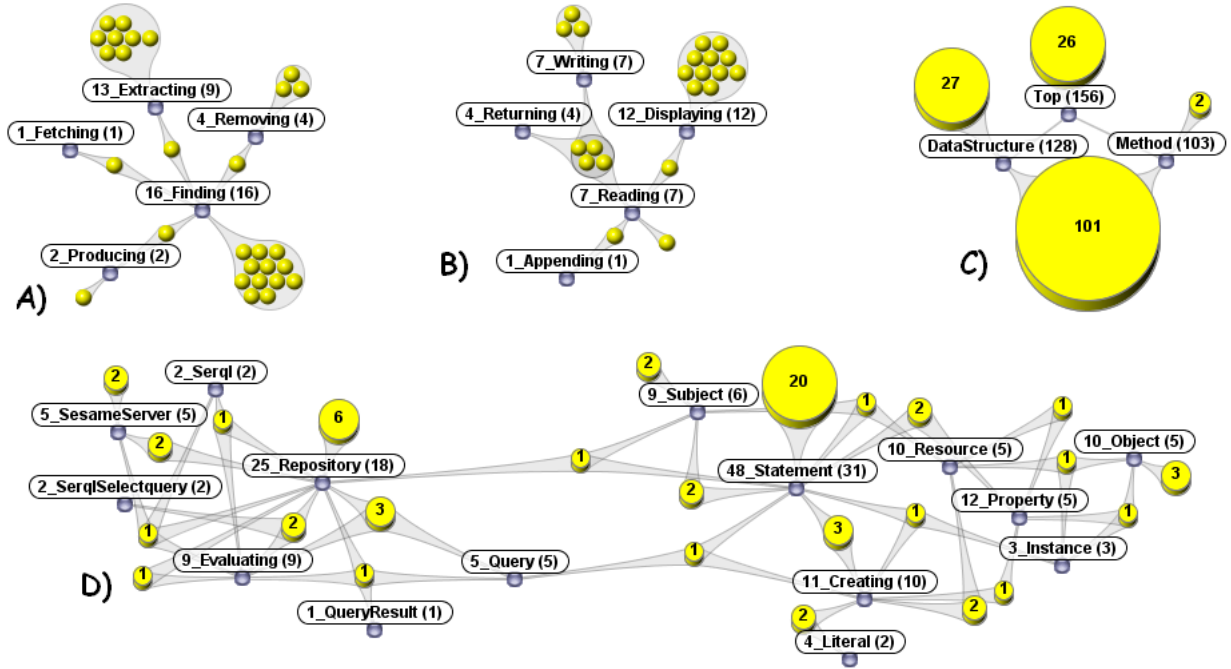 13_Extracting (9)
4_Removing (4)
1_Fetching (1)
16_Finding (16)
2_Producing (2)
A)
7_Writing (7)
4_Returning (4)
12_Displaying (12)
7_Reading (7)
1_Appending (1)
B)
26
27
Top (156)
2
DataStructure (128)
Method (103)
101
C)
2
2_Serql (2)
5_SesameServer (5)
1
6
2
25_Repository (18)
2_SerqlSelectquery (2)
1
2
3
9_Evaluating (9)
1
1
5_Query (5)
1_QueryResult (1)
D)
1
2
9_Subject (6)
20
1
2
1
10_Resource (5)
10_Object (5)
48_Statement (31)
1
3
2
12_Property (5)
3
1
1
3_Instance (3)
1
11_Creating (10)
1
2
2
4_Literal (2)